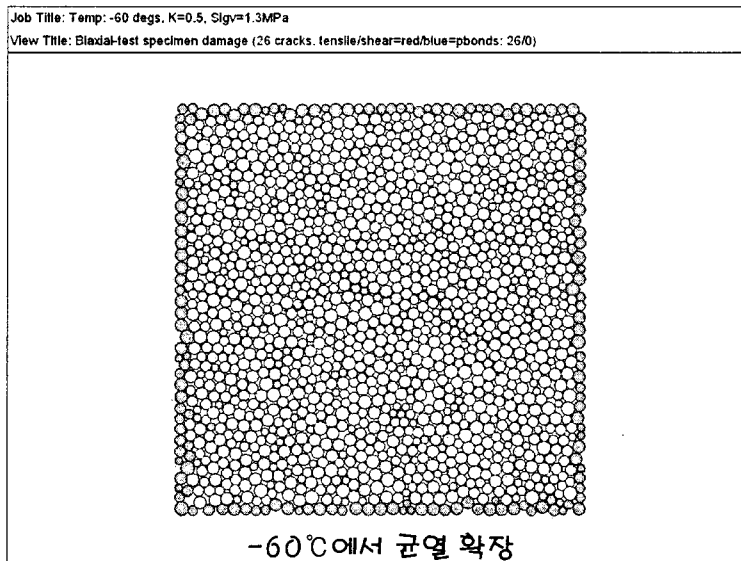 Job Title: Temp: -60 degs, K=0.5, Sigv=1.3MPa
View Title: Biaxial-test specimen damage (26 cracks, tensile/shear=red/blue=pbonds: 26/0)
-60℃에서 균열 확장